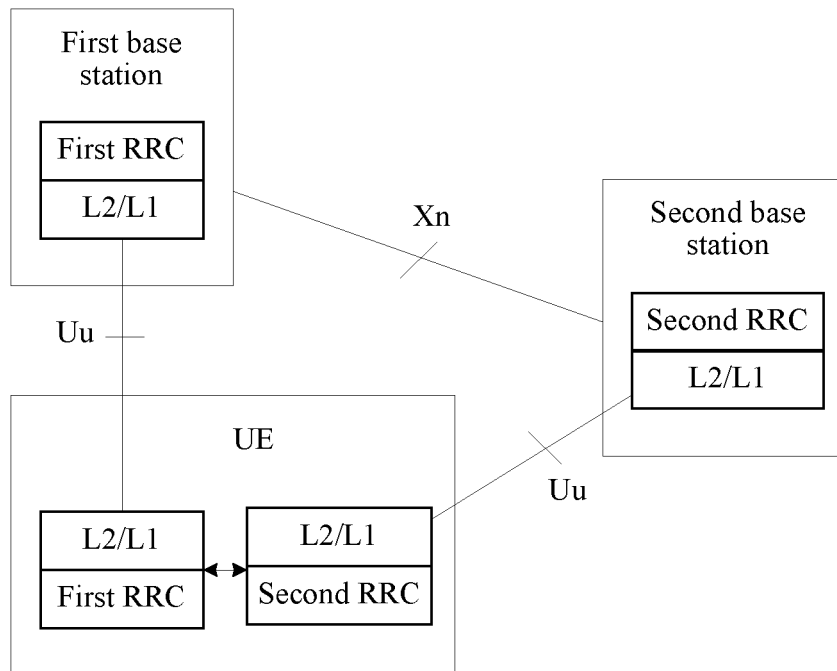 First base
station
First RRC
L2/L1
Xn
Second base
station
Second RRC
L2/L1
Uu
Uu
UE
L2/L1
First RRC
L2/L1
Second RRC